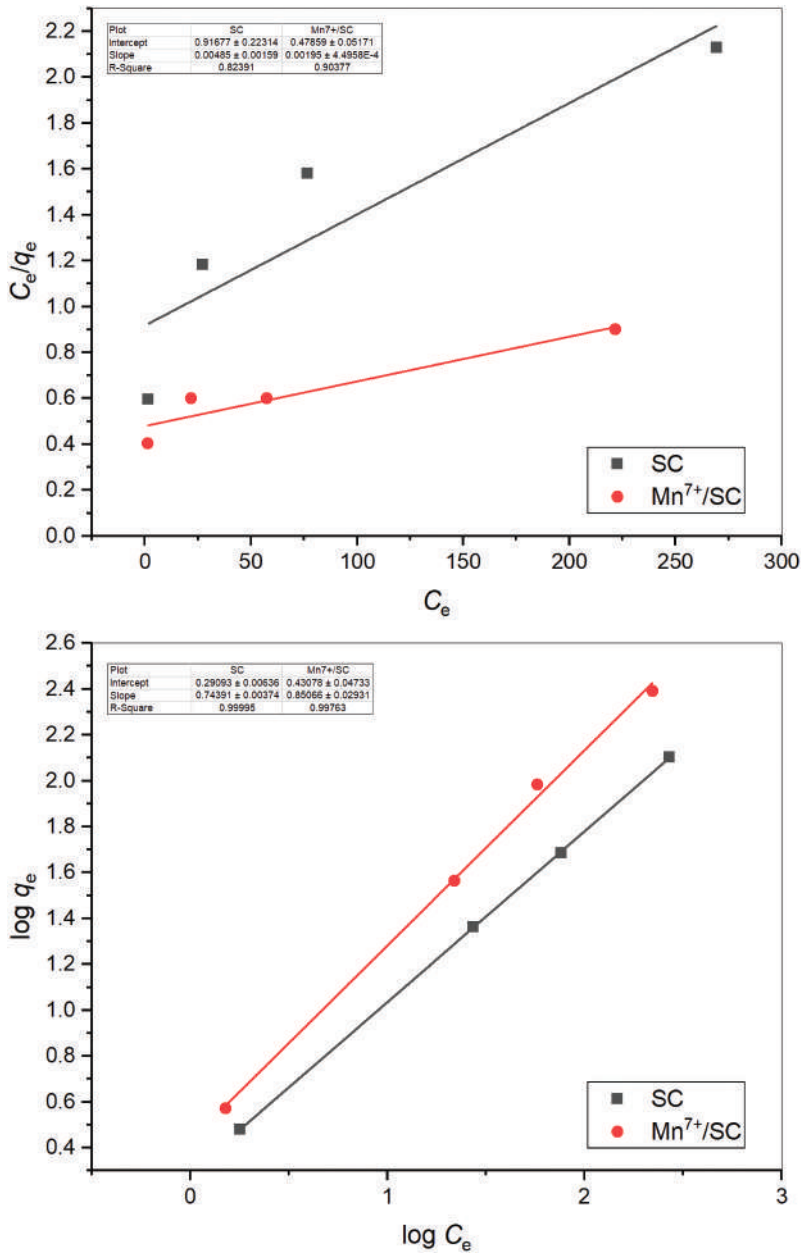 Plot SC Mn7+/SC
Intercept 0.91677 ± 0.22314 0.47859 ± 0.05171
Slope 0.00485 ± 0.00159 0.00195 ± 4.4958E-4
R-Square 0.82391 0.90377
2.2
2.0
1.8
1.6
1.4
1.2
1.0
0.8
0.6
0.4
0.2
0.0
Cₑ/qₑ
SC
Mn⁷⁺/SC
0 50 100 150 200 250 300
Cₑ
Plot SC Mn7+/SC
Intercept 0.29093 ± 0.00636 0.43078 ± 0.04733
Slope 0.74391 ± 0.00374 0.85066 ± 0.02931
R-Square 0.99995 0.99763
2.6
2.4
2.2
2.0
1.8
1.6
1.4
1.2
1.0
0.8
0.6
0.4
log qₑ
SC
Mn⁷⁺/SC
0 1 2 3
log Cₑ